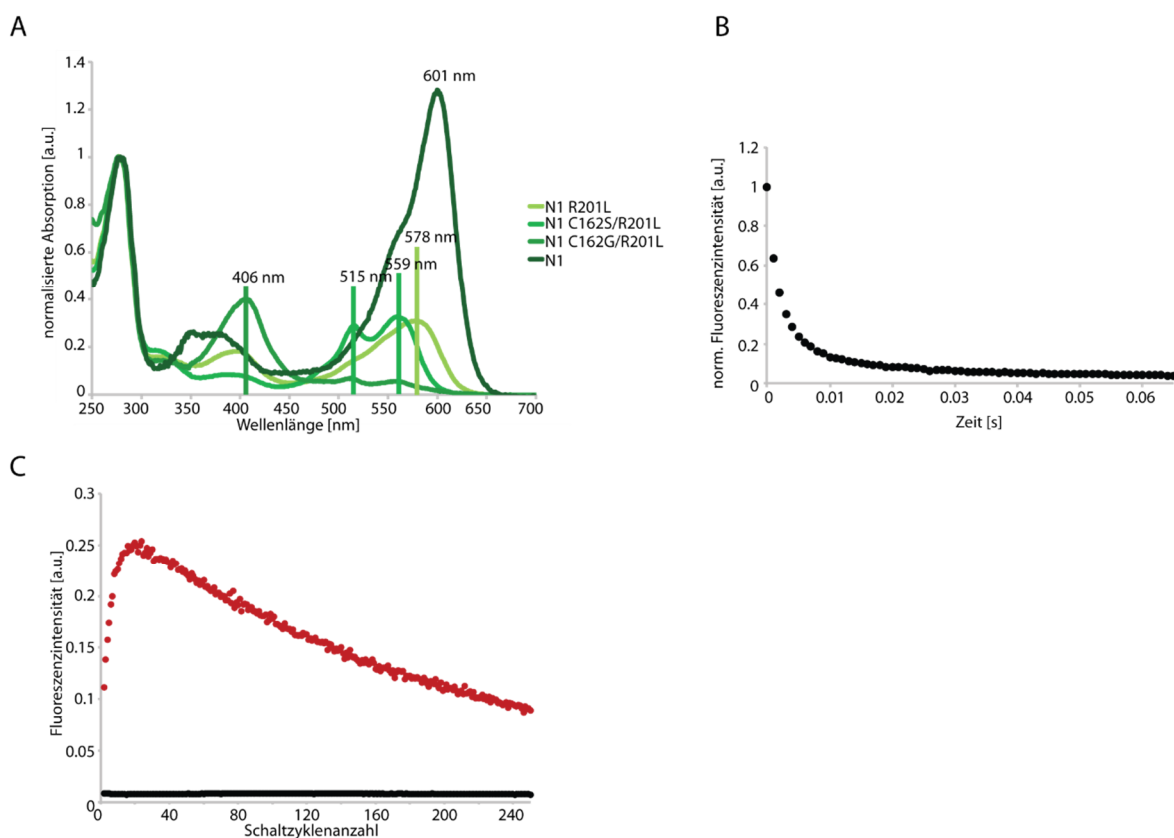 A
normalisierte Absorption [a.u.]
1.4
1.2
1
0.8
0.6
0.4
0.2
0
250
300
350
400
450
500
550
600
650
700
Wellenlänge [nm]
406 nm
515 nm
559 nm
578 nm
601 nm
N1 R201L
N1 C162S/R201L
N1 C162G/R201L
N1
B
norm. Fluoreszenzintensität [a.u.]
1.2
1
0.8
0.6
0.4
0.2
0
0
0.01
0.02
0.03
0.04
0.05
0.06
Zeit [s]
C
Fluoreszenzintensität [a.u.]
0.3
0.25
0.2
0.15
0.1
0.05
0
0
40
80
120
160
200
240
Schaltzyklenanzahl